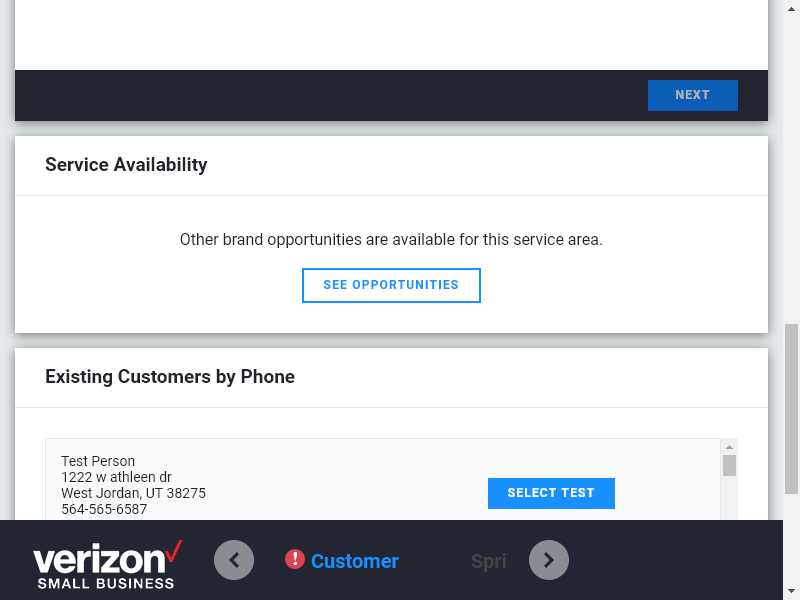 NEXT
Service Availability
Other brand opportunities are available for this service area.
SEE OPPORTUNITIES
Existing Customers by Phone
Test Person
1222 w athleen dr
West Jordan, UT 38275
564-565-6587
SELECT TEST
verizon
SMALL BUSINESS
Customer
Spri